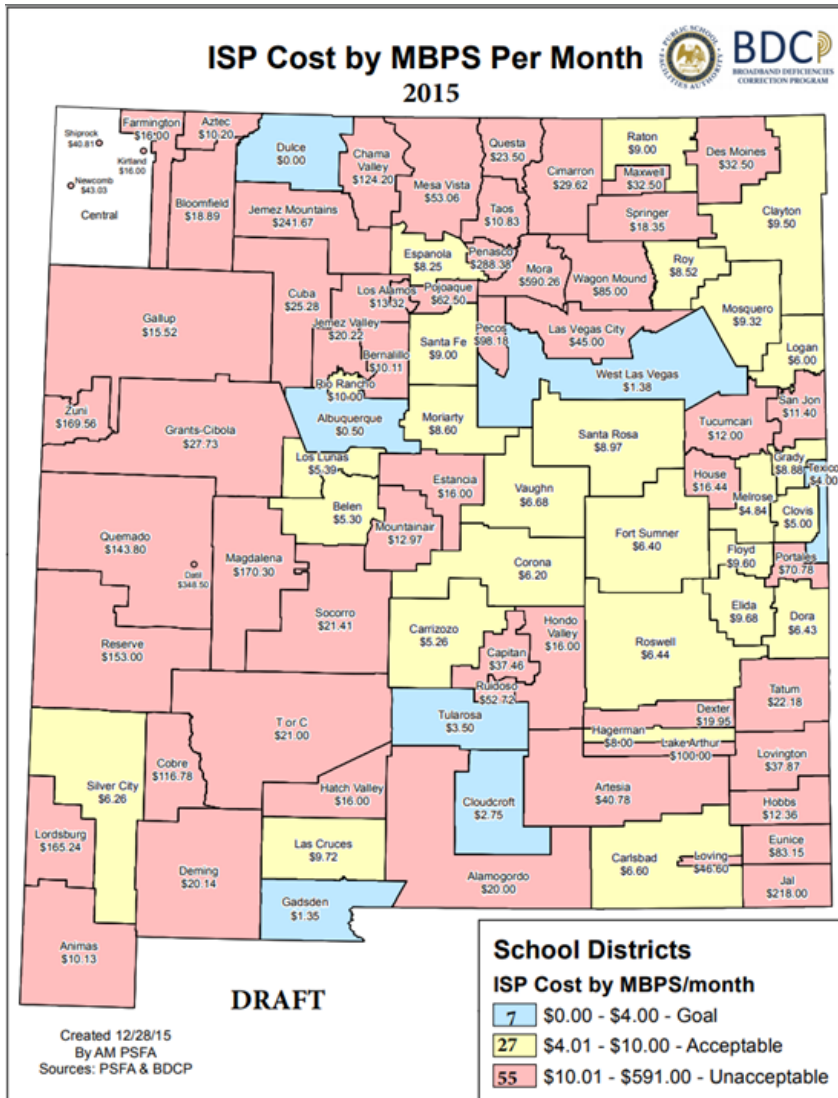 ISP Cost by MBPS Per Month
2015
PUBLIC SCHOOL
FACILITIES AUTHORITY
BDCP
BROADBAND DEFICIENCIES
CORRECTION PROGRAM
Shiprock
$40.81
Farmington
$16.00
Aztec
$10.20
Kirtland
$16.00
Newcomb
$43.03
Central
Bloomfield
$18.89
Dulce
$0.00
Chama
Valley
$124.20
Jemez Mountains
$241.67
Mesa Vista
$53.06
Questa
$23.50
Taos
$10.83
Cimarron
$29.62
Raton
$9.00
Maxwell
$32.50
Des Moines
$32.50
Springer
$18.35
Clayton
$9.50
Espanola
$8.25
Penasco
$288.38
Mora
$590.26
Wagon Mound
$85.00
Roy
$8.52
Mosquero
$9.32
Gallup
$15.52
Cuba
$25.28
Los Alamos
$13.32
Pojoaque
$62.50
Jemez Valley
$20.22
Bernalillo
$10.11
Santa Fe
$9.00
Pecos
$98.18
Las Vegas City
$45.00
West Las Vegas
$1.38
Logan
$6.00
Zuni
$169.56
Grants-Cibola
$27.73
Rio Rancho
$10.00
Albuquerque
$0.50
Moriarty
$8.60
Santa Rosa
$8.97
Tucumcari
$12.00
San Jon
$11.40
Los Lunas
$5.39
Belen
$5.30
Estancia
$16.00
Mountainair
$12.97
Vaughn
$6.68
House
$16.44
Grady
$8.88
Texico
$4.00
Melrose
$4.84
Clovis
$5.00
Quemado
$143.80
Datil
$348.50
Magdalena
$170.30
Fort Sumner
$6.40
Floyd
$9.60
Portales
$70.78
Corona
$6.20
Socorro
$21.41
Reserve
$153.00
Carrizozo
$5.26
Capitan
$37.46
Hondo
Valley
$16.00
Roswell
$6.44
Elida
$9.68
Dora
$6.43
Ruidoso
$52.72
T or C
$21.00
Tularosa
$3.50
Dexter
$19.95
Tatum
$22.18
Hagerman
$8.00
Lake Arthur
$100.00
Cobre
$116.78
Silver City
$6.26
Hatch Valley
$16.00
Cloudcroft
$2.75
Artesia
$40.78
Lovington
$37.87
Hobbs
$12.36
Lordsburg
$165.24
Deming
$20.14
Las Cruces
$9.72
Alamogordo
$20.00
Carlsbad
$6.60
Loving
$46.60
Eunice
$83.15
Jal
$218.00
Gadsden
$1.35
Animas
$10.13
DRAFT
Created 12/28/15
By AM PSFA
Sources: PSFA & BDCP
School Districts
ISP Cost by MBPS/month
7 $0.00 - $4.00 - Goal
27 $4.01 - $10.00 - Acceptable
55 $10.01 - $591.00 - Unacceptable